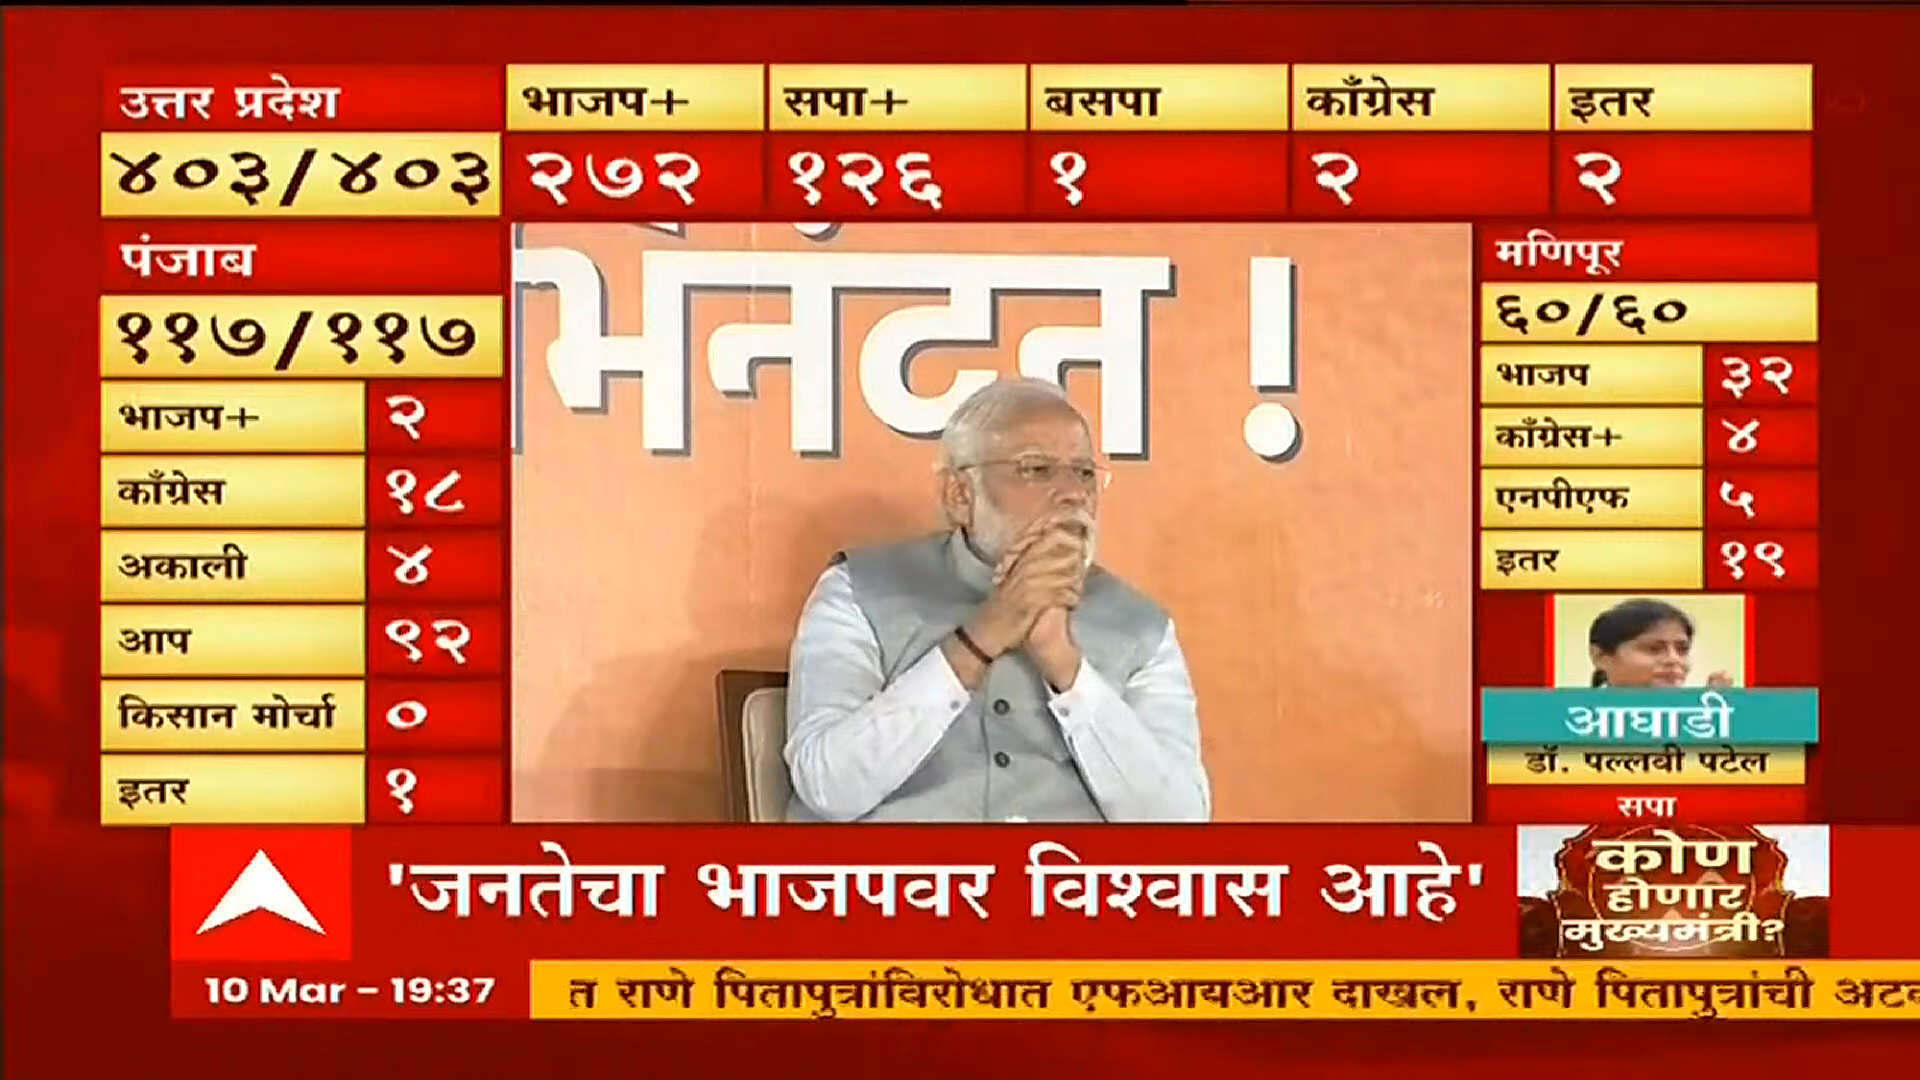 उत्तर प्रदेश
भाजप+
सपा+
बसपा
काँग्रेस
इतर
४०३/४०३
२७२
१२६
१
२
२
पंजाब
११७/११७
भाजप+
२
काँग्रेस
१८
अकाली
४
आप
९२
किसान मोर्चा
०
इतर
१
भिनंदन !
मणिपूर
६०/६०
भाजप
३२
काँग्रेस+
४
एनपीएफ
५
इतर
१९
आघाडी
डॉ. पल्लवी पटेल
सपा
'जनतेचा भाजपवर विश्वास आहे'
कोण
होणार
मुख्यमंत्री?
10 Mar - 19:37
त राणे पितापुत्रांविरोधात एफआयआर दाखल, राणे पितापुत्रांची